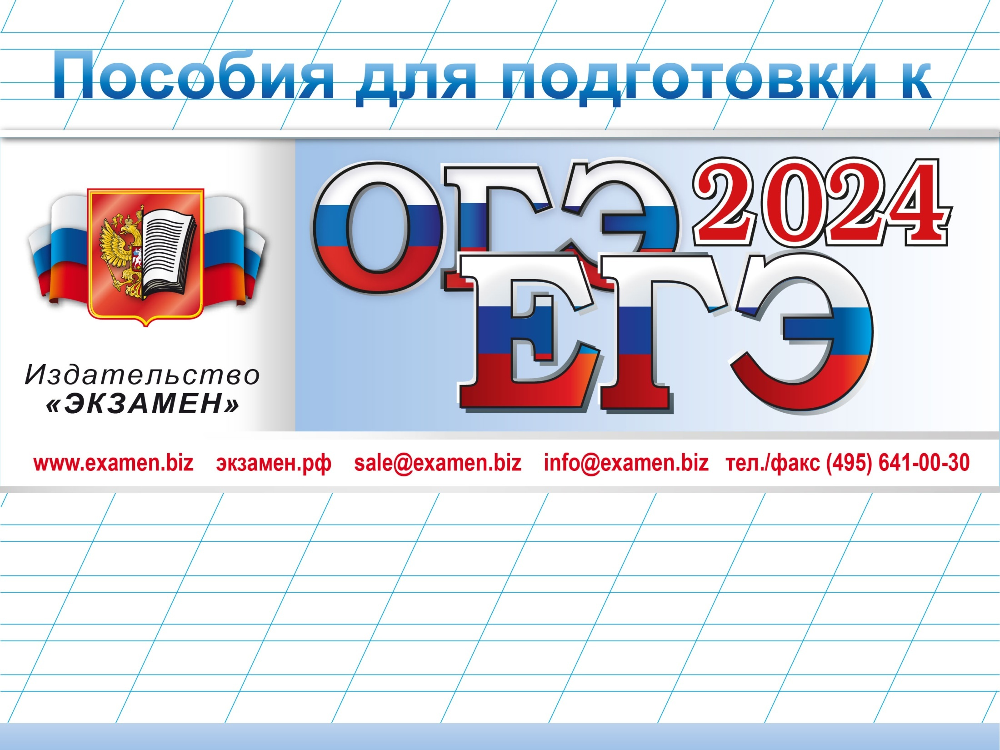 Пособия для подготовки к
ОГЭ 2024
ЕГЭ
Издательство
«ЭКЗАМЕН»
www.examen.biz экзамен.рф sale@examen.biz info@examen.biz тел./факс (495) 641-00-30